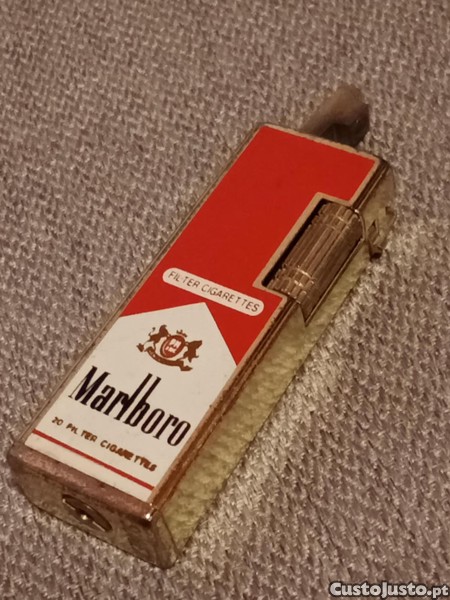 FILTER CIGARETTES
Marlboro
20 FILTER CIGARETTES
CustoJusto.pt